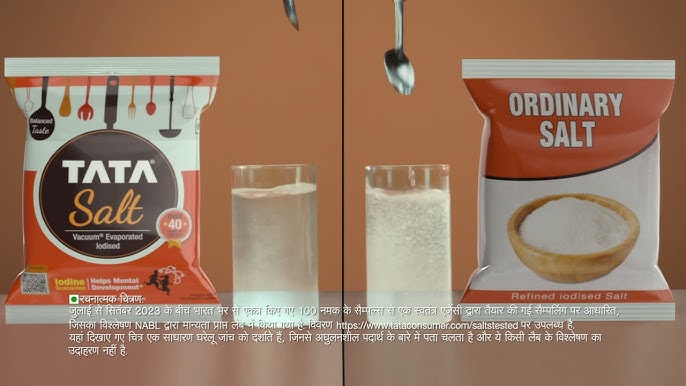 Balanced
Taste
TATA
Salt
Vacuum® Evaporated
Iodised
40
Iodine
Guarantee
Helps Mental
Development
ORDINARY
SALT
Refined iodised Salt
रचनात्मक चित्रण
जुलाई से सितंबर 2023 के बीच भारत भर से एकत्र किए गए 100 नमक के सैम्पल्स से एक स्वतंत्र एजेंसी द्वारा तैयार की गई सैम्पलिंग पर आधारित,
जिसका विश्लेषण NABL द्वारा मान्यता प्राप्त लैब में किया गया है. विवरण https://www.tataconsumer.com/saltstested पर उपलब्ध है.
यहां दिखाए गए चित्र एक साधारण घरेलू जांच को दर्शाते हैं, जिनसे अघुलनशील पदार्थ के बारे में पता चलता है और ये किसी लैब के विश्लेषण का
उदाहरण नहीं है.